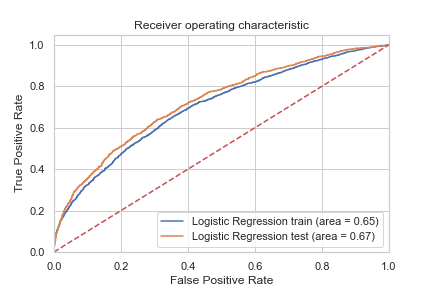 Receiver operating characteristic
True Positive Rate
1.0
0.8
0.6
0.4
0.2
0.0
Logistic Regression train (area = 0.65)
Logistic Regression test (area = 0.67)
0.0 0.2 0.4 0.6 0.8 1.0
False Positive Rate